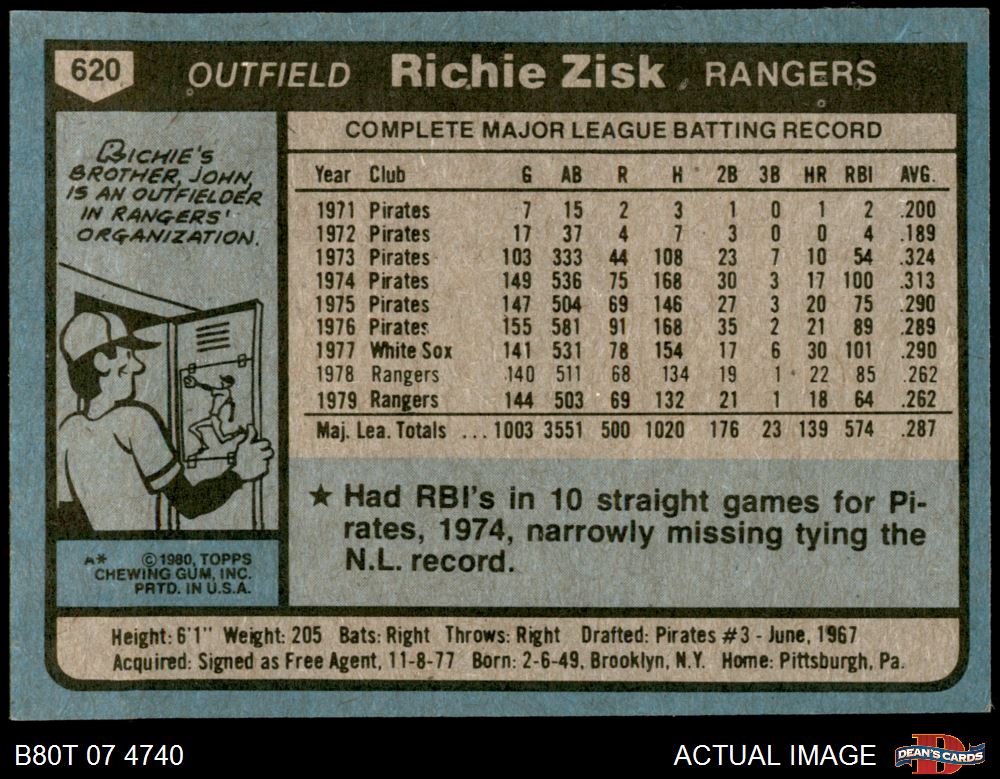 620 OUTFIELD Richie Zisk RANGERS
RICHIE'S
BROTHER, JOHN,
IS AN OUTFIELDER
IN RANGERS'
ORGANIZATION.
COMPLETE MAJOR LEAGUE BATTING RECORD
Year Club G AB R H 2B 3B HR RBI AVG.
1971 Pirates 7 15 2 3 1 0 1 2 .200
1972 Pirates 17 37 4 7 3 0 0 4 .189
1973 Pirates 103 333 44 108 23 7 10 54 .324
1974 Pirates 149 536 75 168 30 3 17 100 .313
1975 Pirates 147 504 69 146 27 3 20 75 .290
1976 Pirates 155 581 91 168 35 2 21 89 .289
1977 White Sox 141 531 78 154 17 6 30 101 .290
1978 Rangers 140 511 68 134 19 1 22 85 .262
1979 Rangers 144 503 69 132 21 1 18 64 .262
Maj. Lea. Totals ... 1003 3551 500 1020 176 23 139 574 .287
★ Had RBI's in 10 straight games for Pi-
rates, 1974, narrowly missing tying the
N.L. record.
A* © 1980, TOPPS
CHEWING GUM, INC.
PRTD. IN U.S.A.
Height: 6'1" Weight: 205 Bats: Right Throws: Right Drafted: Pirates #3 - June, 1967
Acquired: Signed as Free Agent, 11-8-77 Born: 2-6-49, Brooklyn, N.Y. Home: Pittsburgh, Pa.
B80T 07 4740 ACTUAL IMAGE DEAN'S CARDS